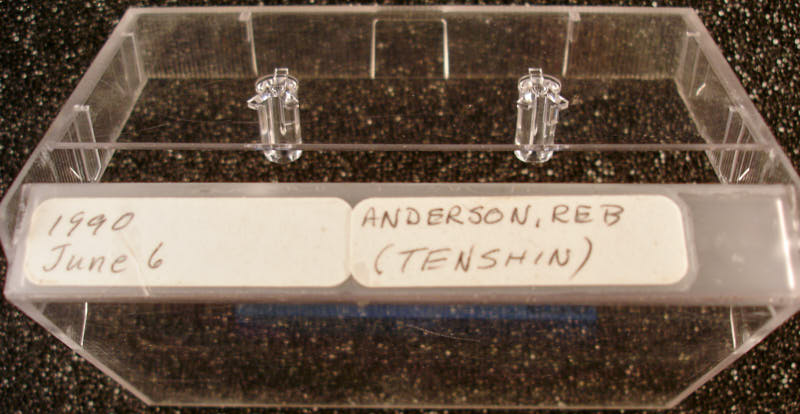 1990
June 6
ANDERSON, REB
(TENSHIN)